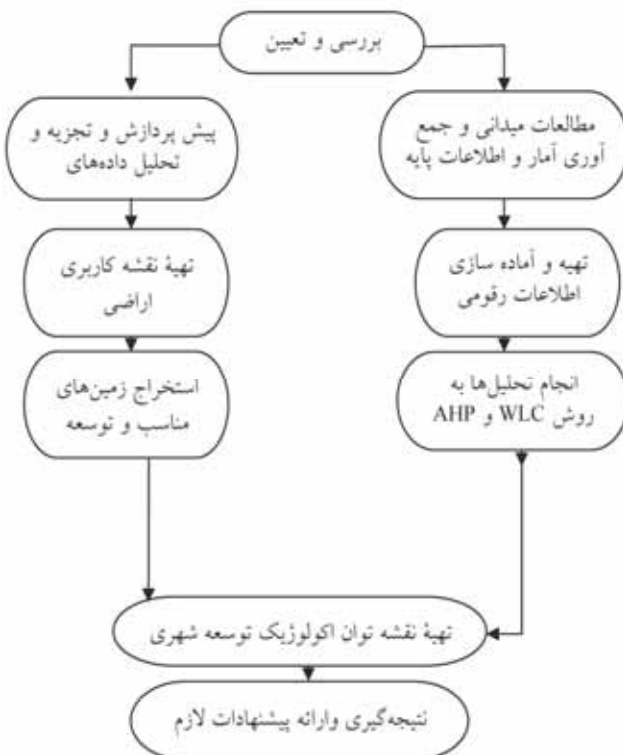 بررسی و تعیین
مطالعات میدانی و جمع
آوری آمار و اطلاعات پایه
پیش پردازش و تجزیه و
تحلیل داده‌های
تهیه و آماده سازی
اطلاعات رقومی
تهیهٔ نقشه کاربری
اراضی
انجام تحلیل‌ها به
روش WLC و AHP
استخراج زمین‌های
مناسب و توسعه
تهیهٔ نقشه توان اکولوژیک توسعه شهری
نتیجه‌گیری وارائه پیشنهادات لازم